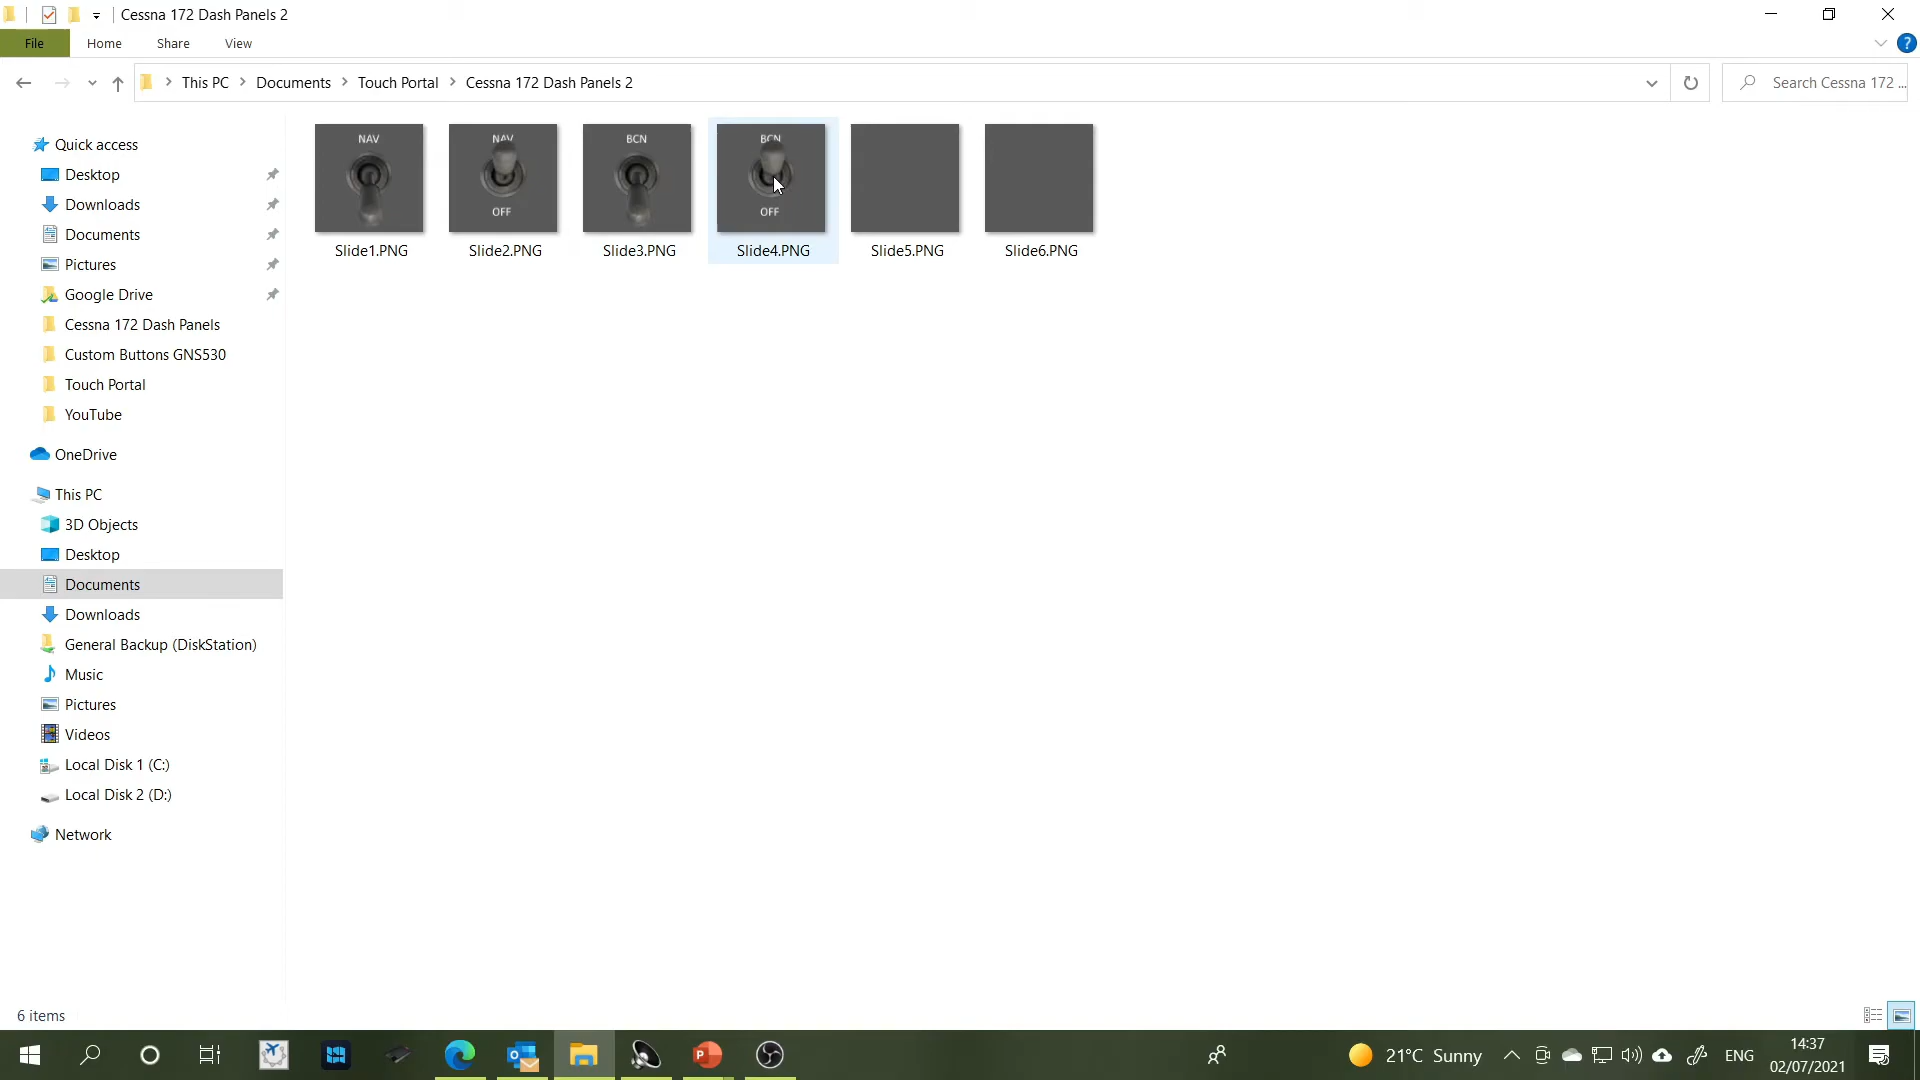 Cessna 172 Dash Panels 2
File Home Share View
This PC Documents Touch Portal Cessna 172 Dash Panels 2
Search Cessna 172 ...
Quick access
Desktop
Downloads
Documents
Pictures
Google Drive
Cessna 172 Dash Panels
Custom Buttons GNS530
Touch Portal
YouTube
OneDrive
This PC
3D Objects
Desktop
Documents
Downloads
General Backup (DiskStation)
Music
Pictures
Videos
Local Disk 1 (C:)
Local Disk 2 (D:)
Network
NAV NAV BCN BCN
OFF OFF
Slide1.PNG Slide2.PNG Slide3.PNG Slide4.PNG Slide5.PNG Slide6.PNG
6 items
21°C Sunny
ENG
14:37
02/07/2021